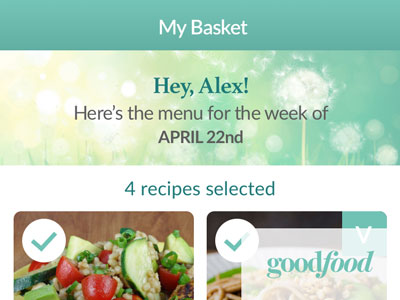 My Basket
Hey, Alex!
Here's the menu for the week of
APRIL 22nd
4 recipes selected
V
goodfood